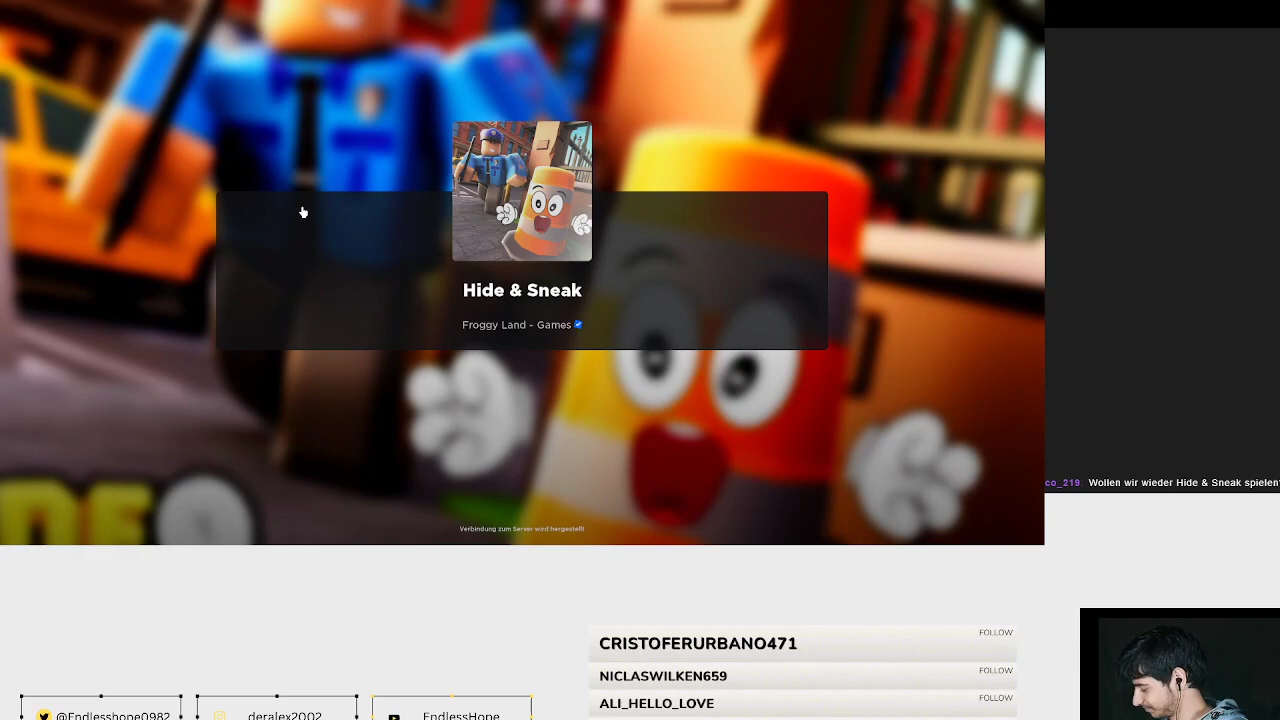 Hide & Sneak
Froggy Land - Games
Verbindung zum Server wird hergestellt
co_219 Wollen wir wieder Hide & Sneak spielen
CRISTOFERURBANO471 FOLLOW
NICLASWILKEN659 FOLLOW
ALI_HELLO_LOVE FOLLOW
@Endlesshope0982 deralex2002 EndlessHope